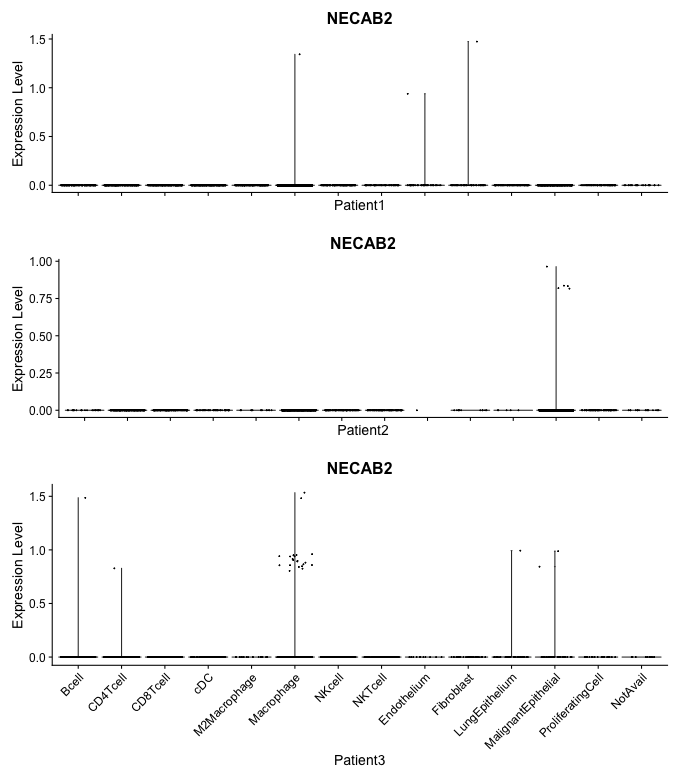 NECAB2
Expression Level
1.5
1.0
0.5
0.0
Patient1
NECAB2
Expression Level
1.00
0.75
0.50
0.25
0.00
Patient2
NECAB2
Expression Level
1.5
1.0
0.5
0.0
Bcell
CD4Tcell
CD8Tcell
cDC
M2Macrophage
Macrophage
NKcell
NKTcell
Endothelium
Fibroblast
LungEpithelium
MalignantEpithelial
ProliferatingCell
NotAvail
Patient3